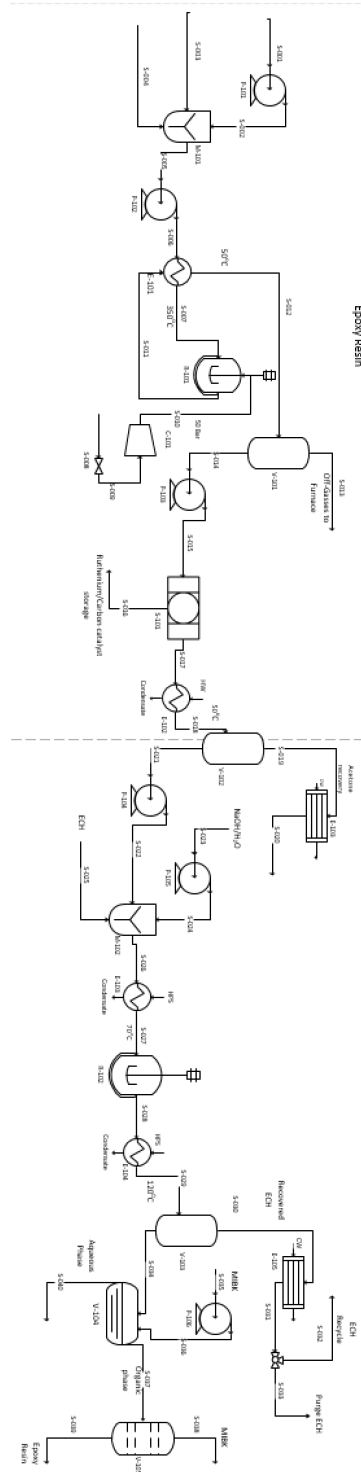 S-004
S-003
S-001
P-101
S-002
M-101
S-005
P-102
S-006
50°C
E-101
S-012
S-007
350°C
S-011
R-101
Epoxy Resin
S-010
50 Bar
C-101
S-008
S-009
S-014
V-101
S-013
Off-Gasses to
Furnace
P-103
S-015
Ruthenium/Carbon catalyst
storage
S-016
S-101
S-017
HW
50°C
Condensate
E-102
S-018
S-021
V-102
S-019
Acetone
recovery
CW
E-103
S-020
P-104
ECH
S-022
NaOH/H₂O
S-023
P-105
S-025
S-024
M-102
S-026
E-103
HPS
Condensate
S-027
70°C
R-102
S-028
HPS
Condensate
E-104
120°C
S-029
S-030
Recovered
ECH
V-103
CW
E-105
S-031
ECH
Recycle
S-032
S-033
Purge ECH
S-034
MIBK
S-035
P-106
S-036
Aqueous
Phase
S-040
V-104
S-037
Organic
phase
V-105
S-038
MIBK
S-039
Epoxy
Resin